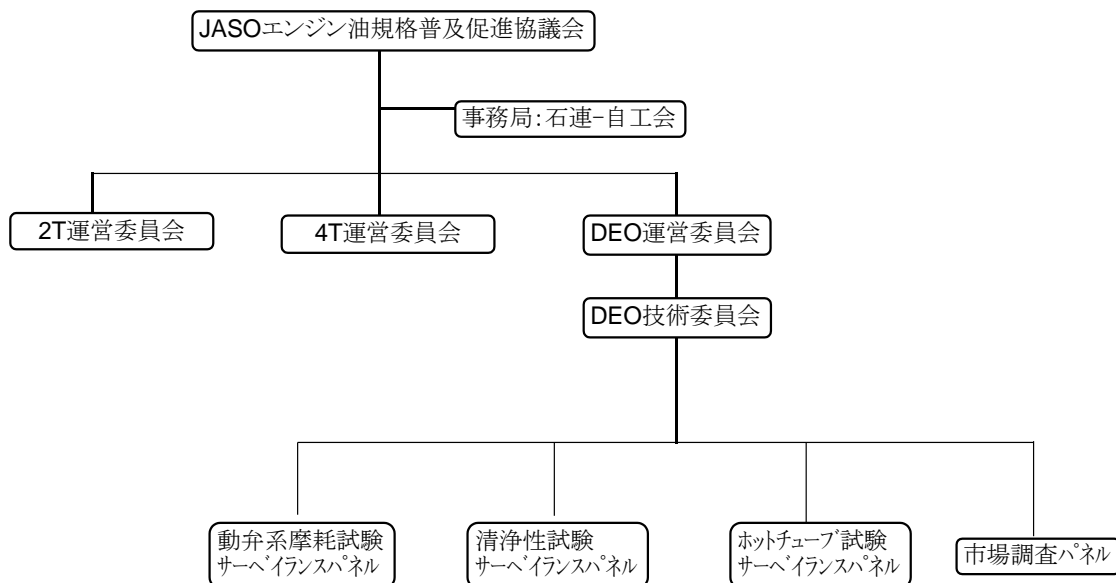 JASOエンジン油規格普及促進協議会
事務局:石連-自工会
2T運営委員会
4T運営委員会
DEO運営委員会
DEO技術委員会
動弁系摩耗試験
サーベイランスパネル
清浄性試験
サーベイランスパネル
ホットチューブ試験
サーベイランスパネル
市場調査パネル